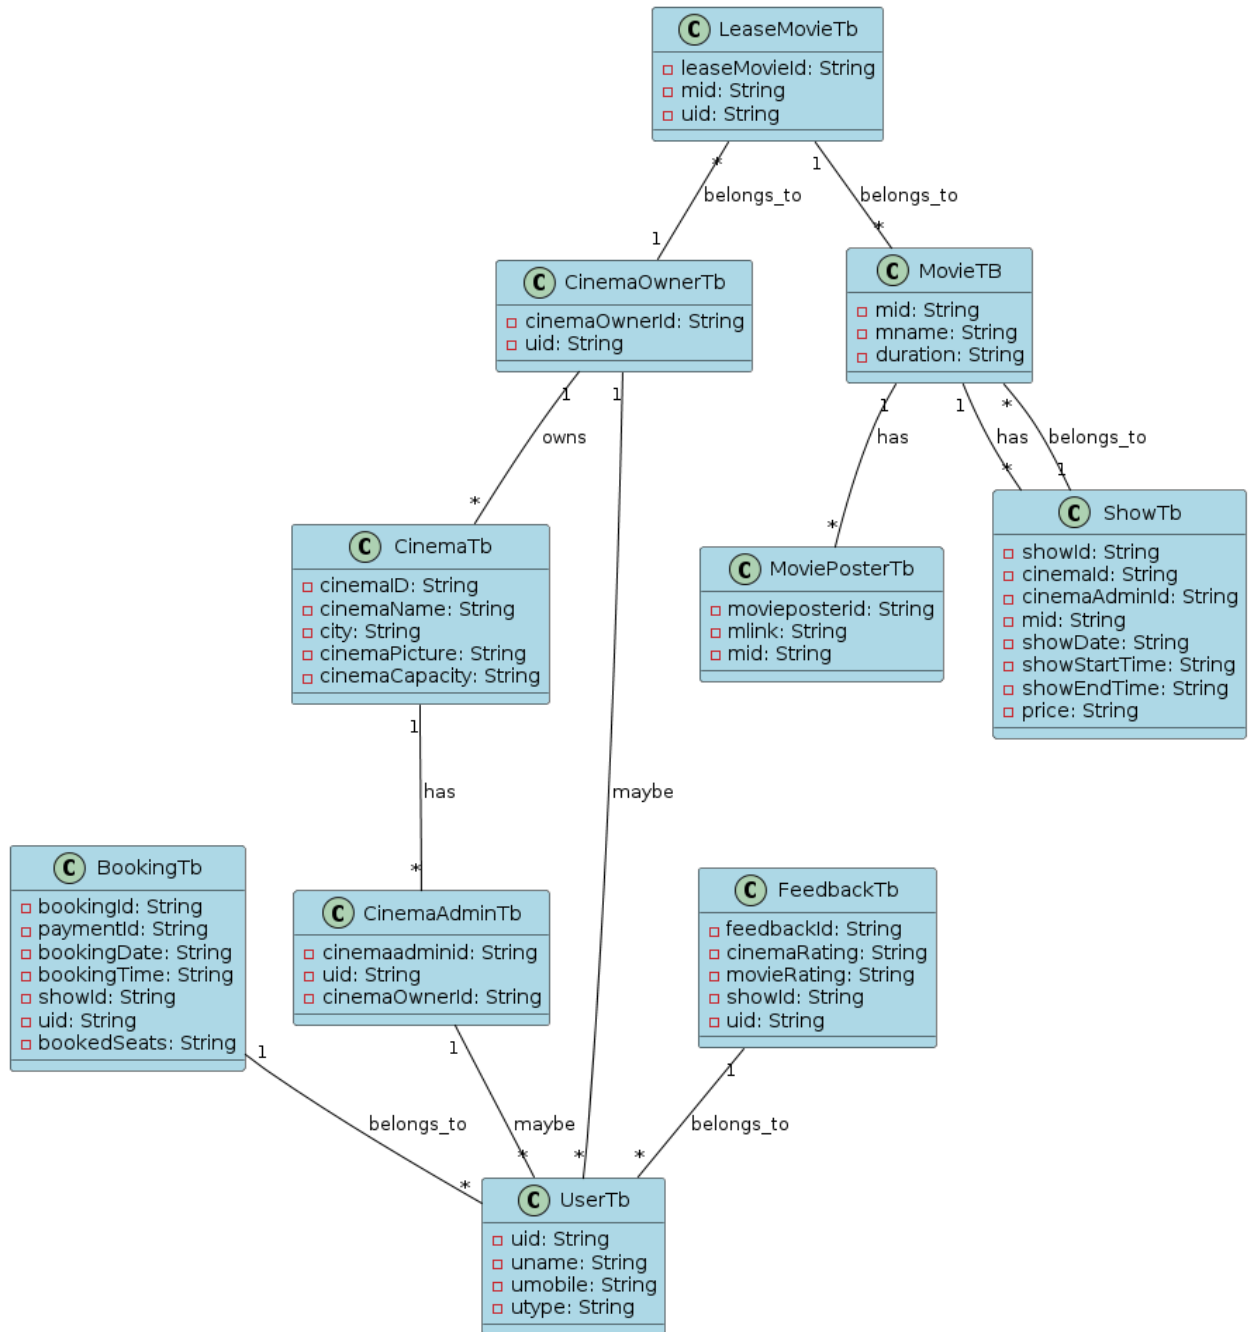 C LeaseMovieTb
leaseMovieId: String
mid: String
uid: String
* 1
belongs_to belongs_to
1 *
C CinemaOwnerTb
cinemaOwnerId: String
uid: String
C MovieTB
mid: String
mname: String
duration: String
1 1
owns
*
1 1 *
has has belongs_to
* * 1
C CinemaTb
cinemaID: String
cinemaName: String
city: String
cinemaPicture: String
cinemaCapacity: String
C MoviePosterTb
movieposterid: String
mlink: String
mid: String
C ShowTb
showId: String
cinemaId: String
cinemaAdminId: String
mid: String
showDate: String
showStartTime: String
showEndTime: String
price: String
1
has maybe
*
C BookingTb
bookingId: String
paymentId: String
bookingDate: String
bookingTime: String
showId: String
uid: String
bookedSeats: String
C CinemaAdminTb
cinemaadminid: String
uid: String
cinemaOwnerId: String
C FeedbackTb
feedbackId: String
cinemaRating: String
movieRating: String
showId: String
uid: String
1 1 1
belongs_to maybe belongs_to
* * * *
C UserTb
uid: String
uname: String
umobile: String
utype: String